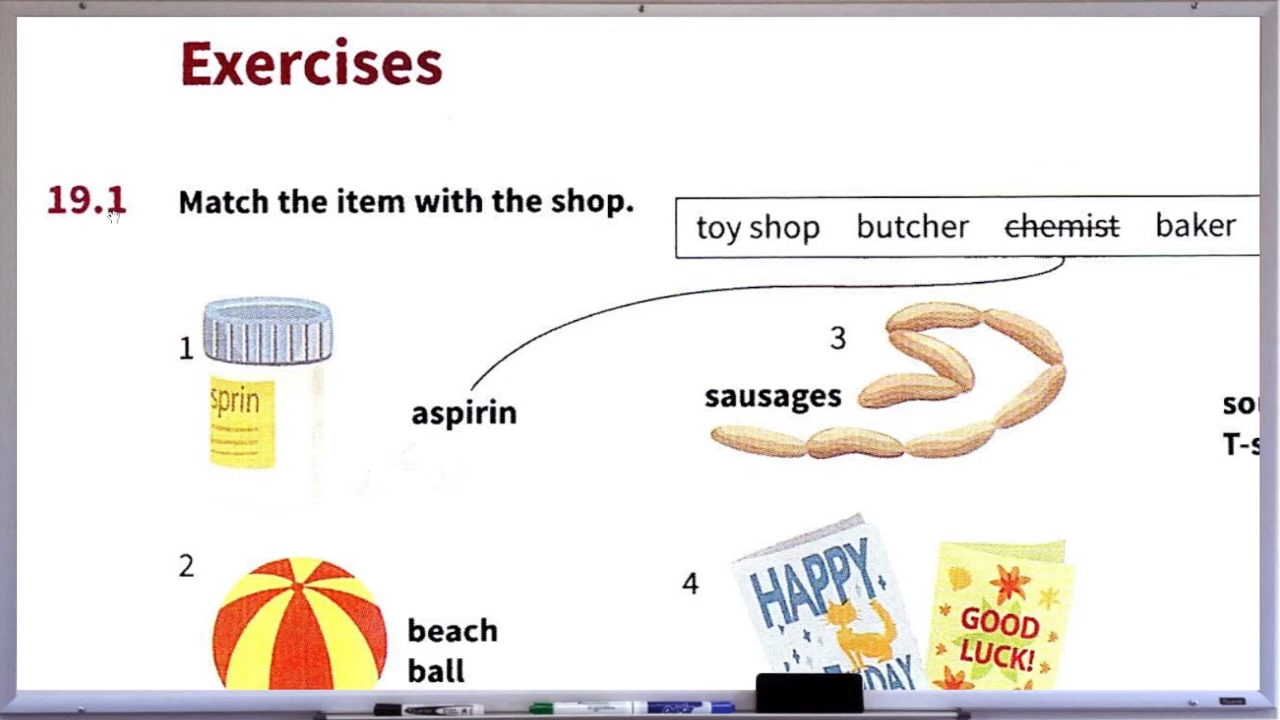 Exercises
19.1 Match the item with the shop.
toy shop butcher chemist baker
1
sprin
aspirin
3
sausages
2
beach
ball
4
HAPPY
GOOD
LUCK!